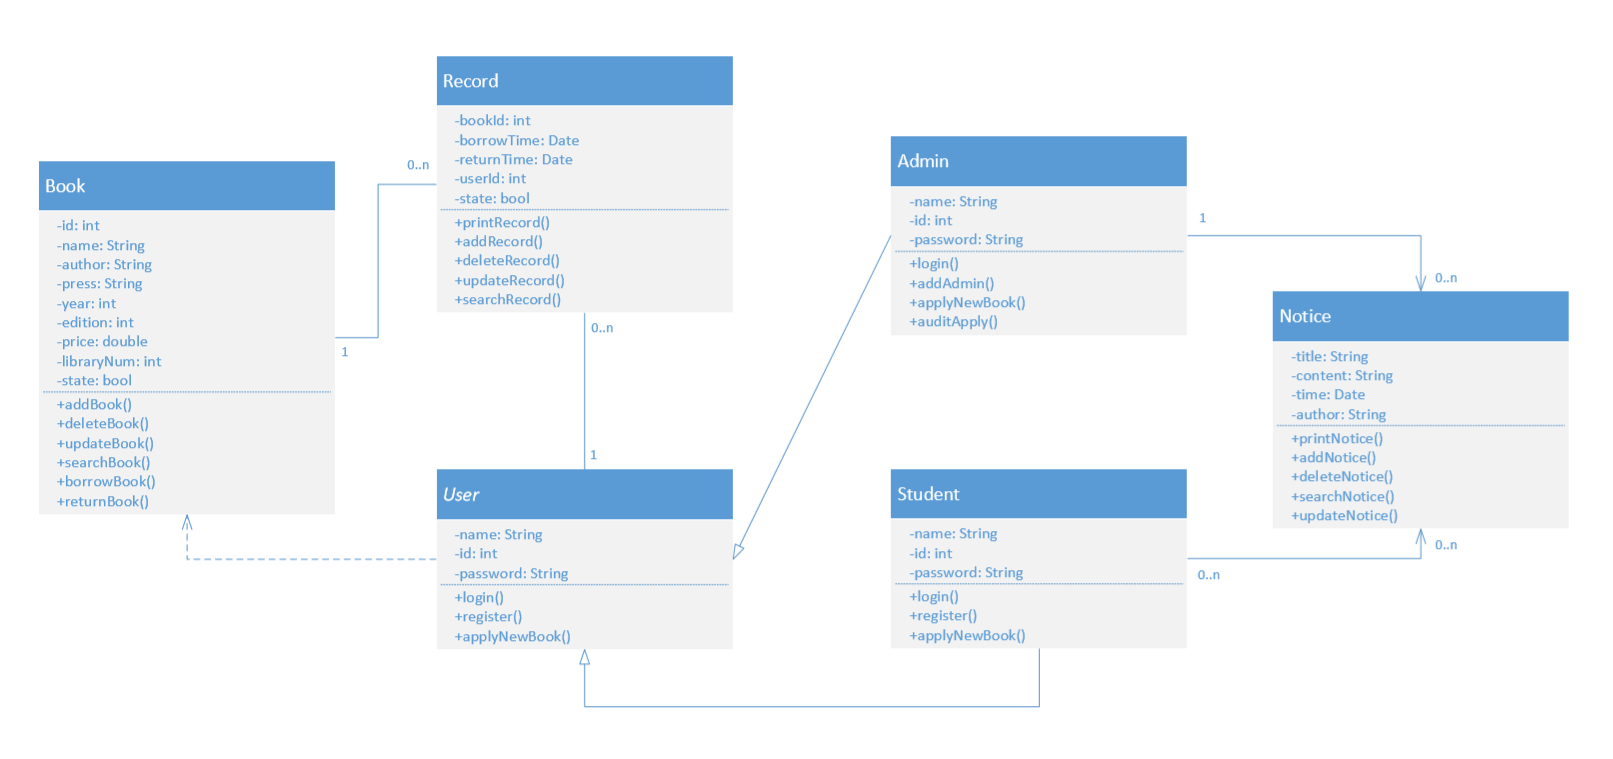 Record
-bookId: int
-borrowTime: Date
-returnTime: Date
-userId: int
-state: bool
+printRecord()
+addRecord()
+deleteRecord()
+updateRecord()
+searchRecord()
0..n
0..n
Book
-id: int
-name: String
-author: String
-press: String
-year: int
-edition: int
-price: double
-libraryNum: int
-state: bool
+addBook()
+deleteBook()
+updateBook()
+searchBook()
+borrowBook()
+returnBook()
1
1
User
-name: String
-id: int
-password: String
+login()
+register()
+applyNewBook()
Admin
-name: String
-id: int
-password: String
+login()
+addAdmin()
+applyNewBook()
+auditApply()
1
0..n
Notice
-title: String
-content: String
-time: Date
-author: String
+printNotice()
+addNotice()
+deleteNotice()
+searchNotice()
+updateNotice()
0..n
Student
-name: String
-id: int
-password: String
+login()
+register()
+applyNewBook()
0..n